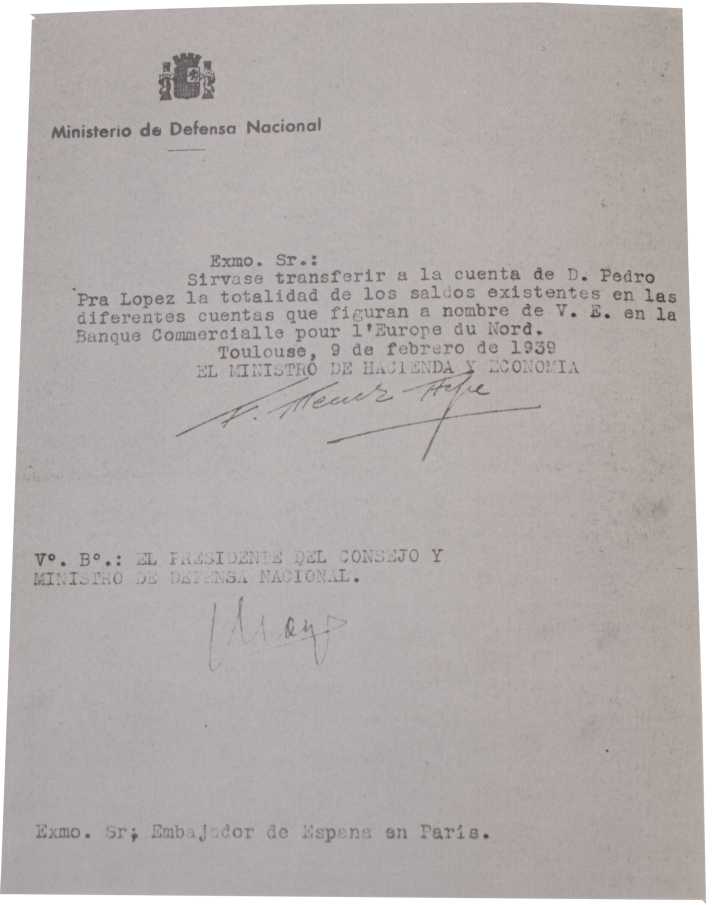 Ministerio de Defensa Nacional
Exmo. Sr.:
Sirvase transferir a la cuenta de D. Pedro
Pra Lopez la totalidad de los saldos existentes en las
diferentes cuentas que figuran a nombre de V. E. en la
Banque Commercialle pour l'Europe du Nord.
Toulouse, 9 de febrero de 1939
EL MINISTRO DE HACIENDA Y ECONOMIA
Vº. Bº.: EL PRESIDENTE DEL CONSEJO Y
MINISTRO DE DEFENSA NACIONAL.
Exmo. Sr; Embajador de Espana en París.